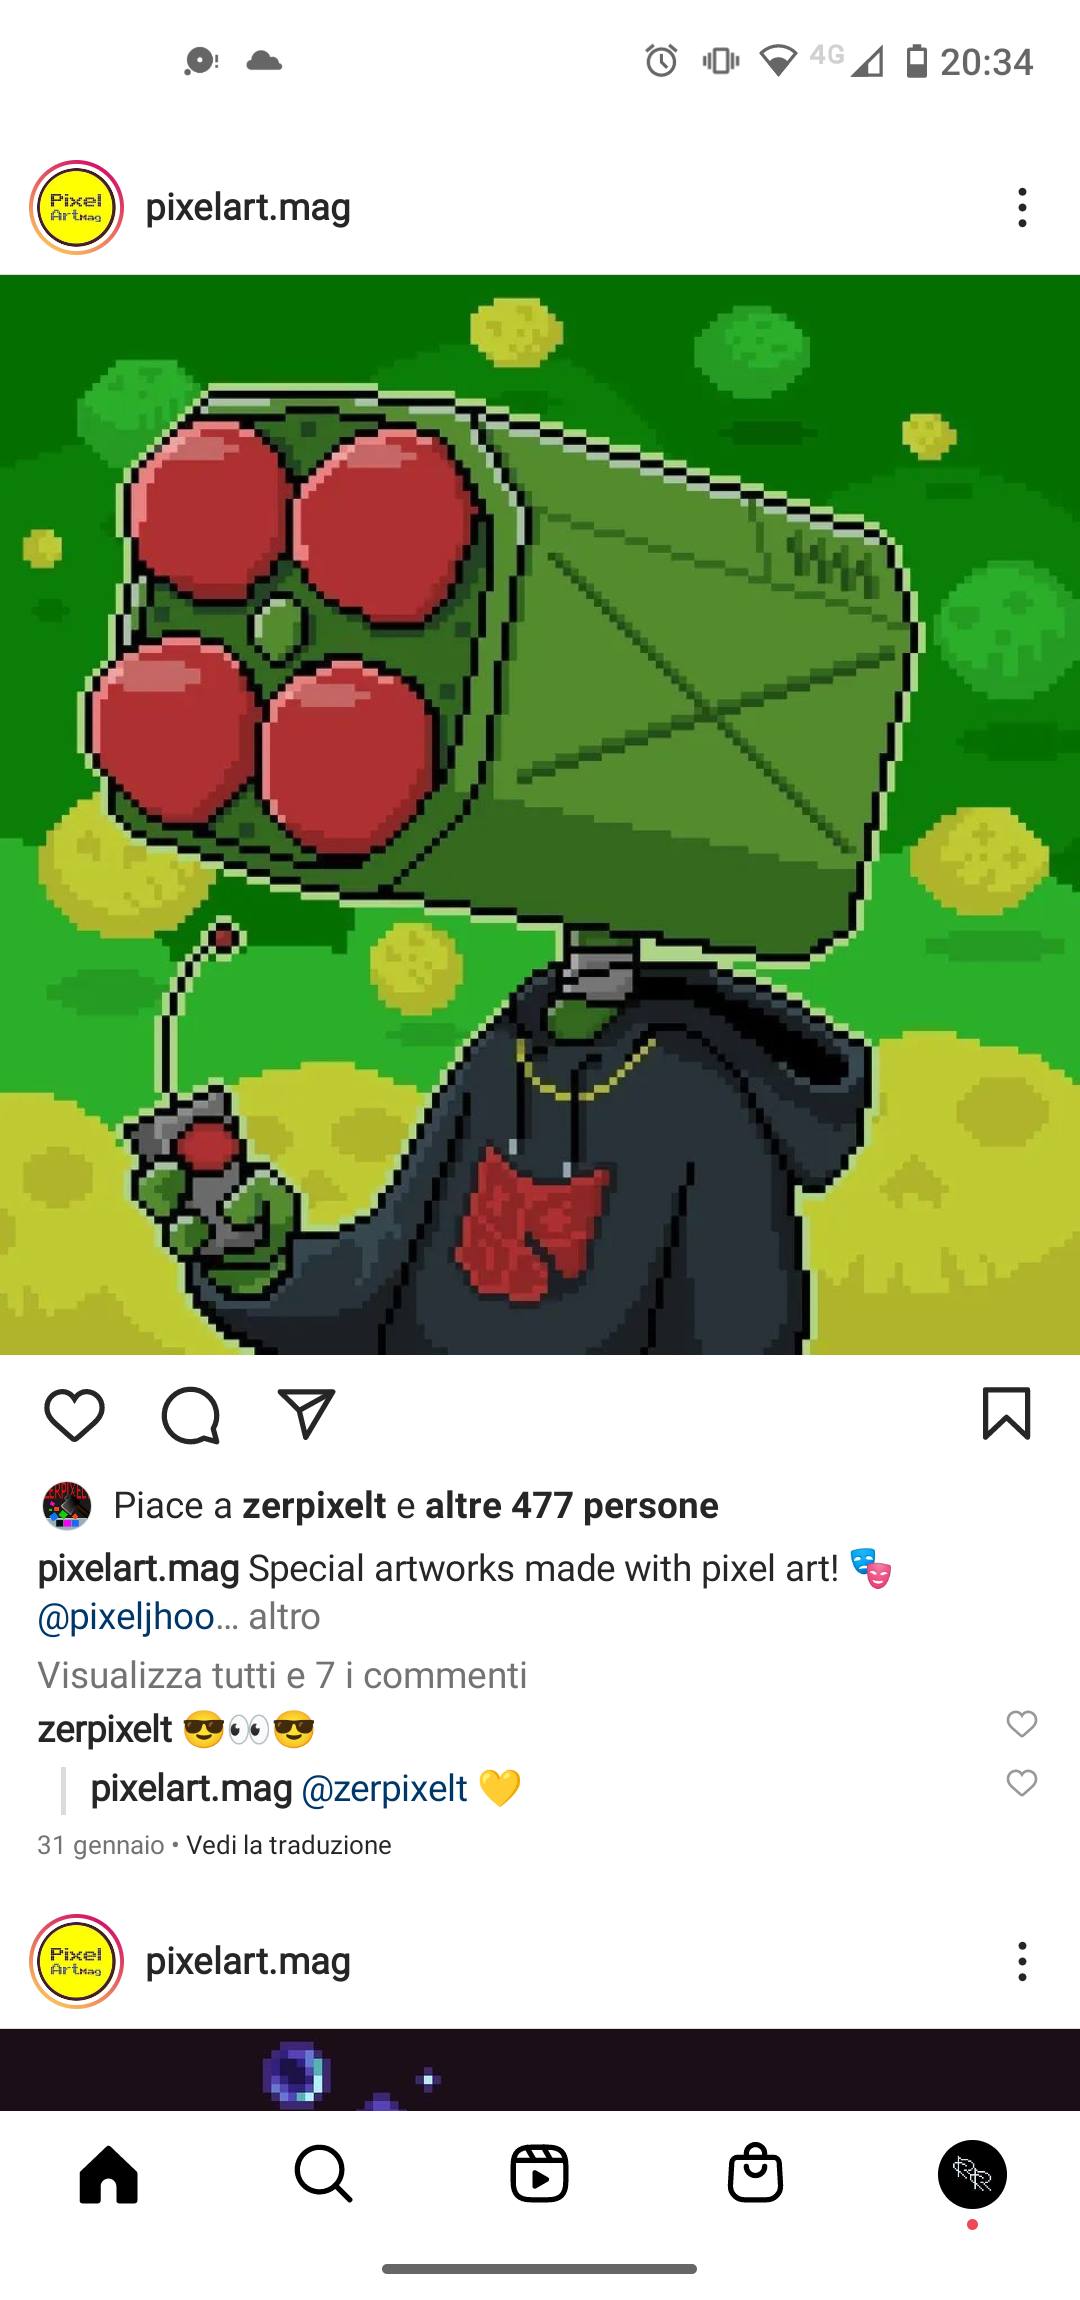 4G 20:34
Pixel
ArtMag
pixelart.mag
Piace a zerpixelt e altre 477 persone
pixelart.mag Special artworks made with pixel art! 🎭
@pixeljhoo... altro
Visualizza tutti e 7 i commenti
zerpixelt 😎👀😎
pixelart.mag @zerpixelt 💛
31 gennaio • Vedi la traduzione
Pixel
ArtMag
pixelart.mag